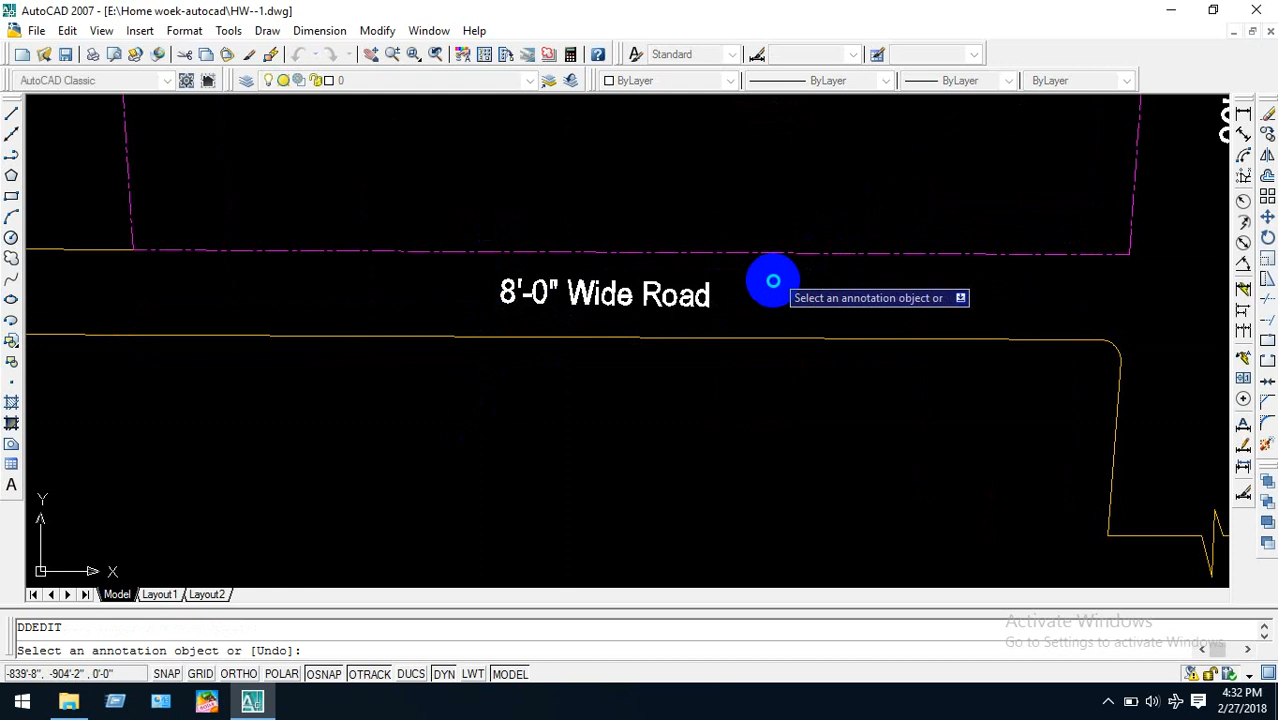 AutoCAD 2007 - [E:\Home woek-autocad\HW--1.dwg]
File Edit View Insert Format Tools Draw Dimension Modify Window Help
Standard
AutoCAD Classic 0 ByLayer ByLayer ByLayer ByLayer
8'-0" Wide Road
Select an annotation object or
Y
X
Model Layout1 Layout2
DDEDIT
Activate Windows
Select an annotation object or [Undo]:
Go to Settings to activate Windows.
-839'-8", -904'-2", 0'-0" SNAP GRID ORTHO POLAR OSNAP OTRACK DUCS DYN LWT MODEL
4:32 PM
2/27/2018